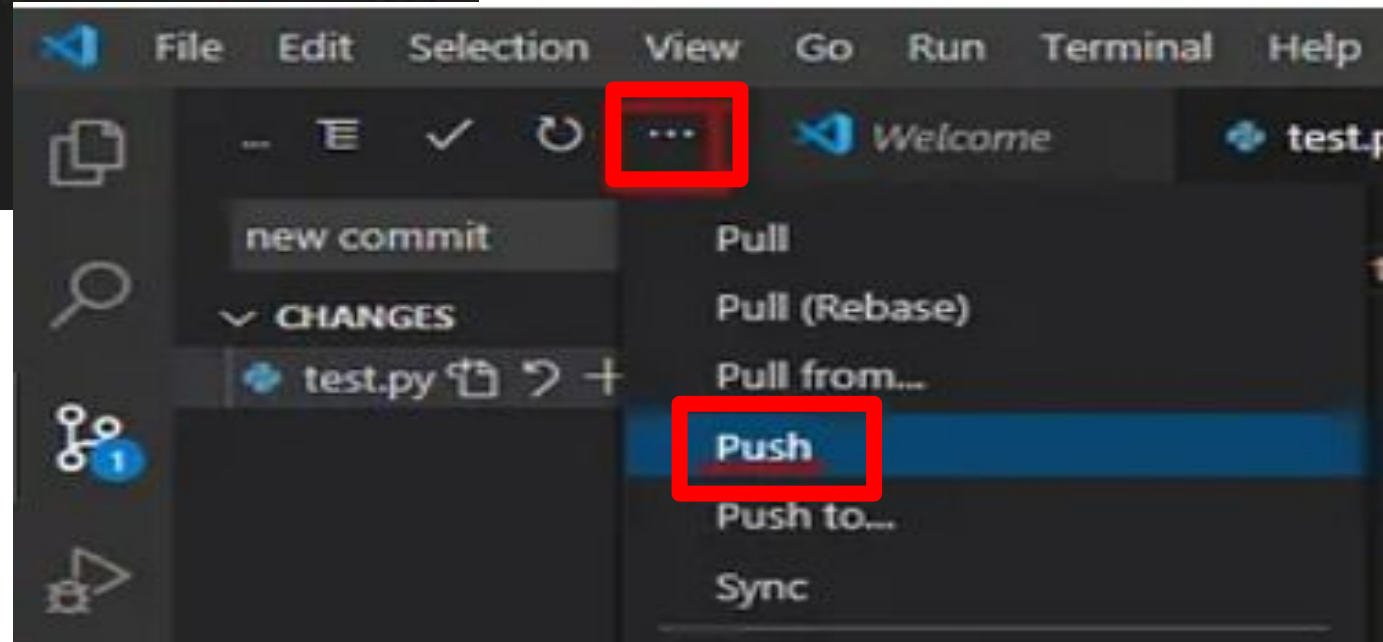 File Edit Selection View Go Run Terminal Help
... ... Welcome test.p
new commit Pull
CHANGES Pull (Rebase)
test.py Pull from...
Push
1
Push to...
Sync